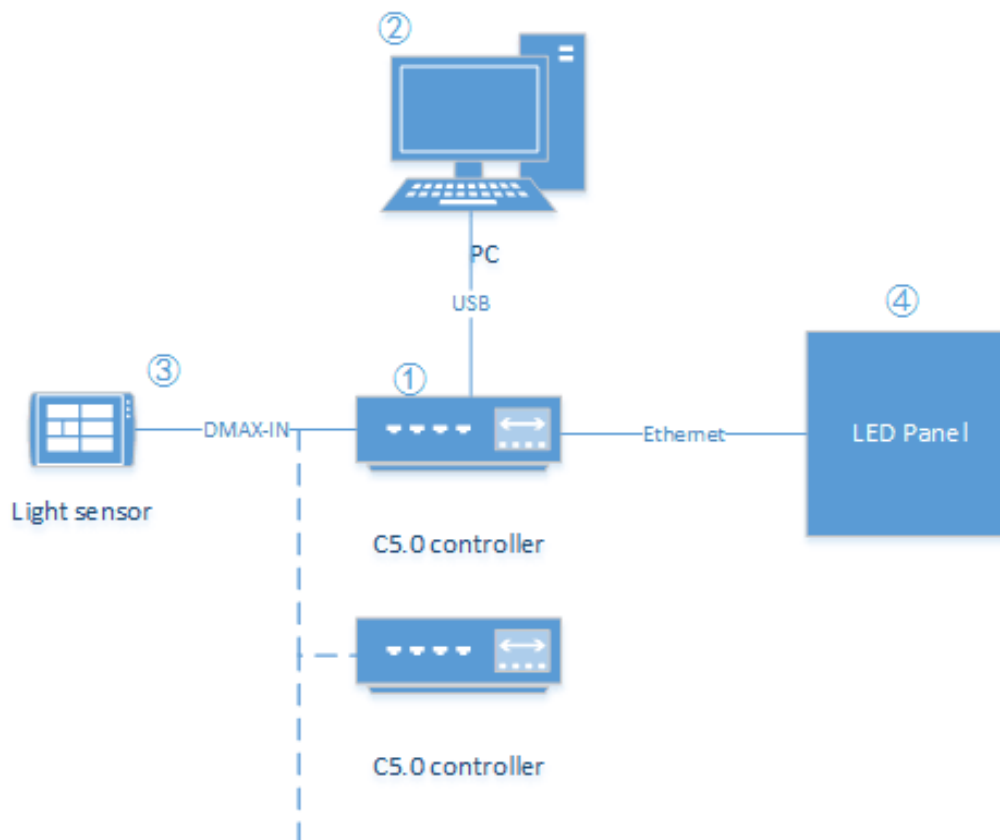 ②
PC
USB
④
③
①
DMAX-IN
Ethernet
LED Panel
Light sensor
C5.0 controller
C5.0 controller